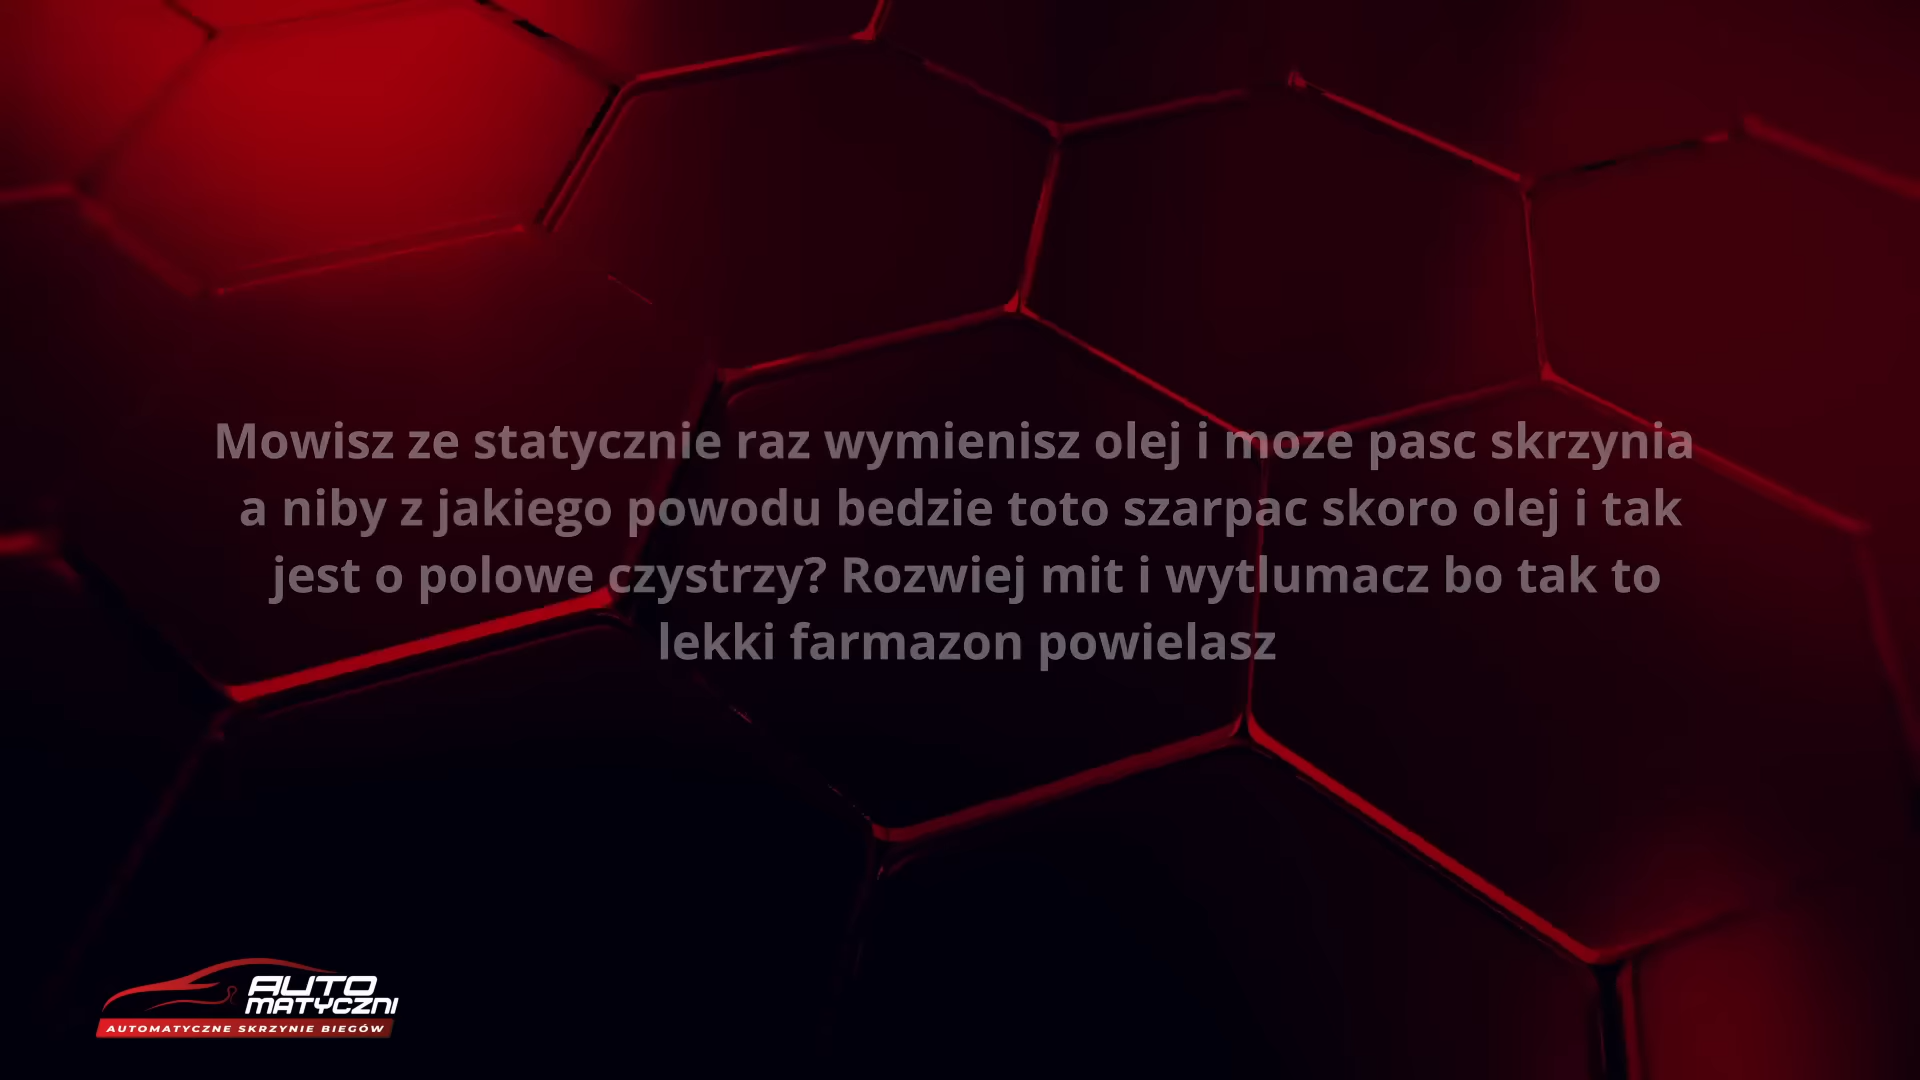 Mowisz ze statycznie raz wymienisz olej i moze pasc skrzynia
a niby z jakiego powodu bedzie toto szarpac skoro olej i tak
jest o polowe czystrzy? Rozwiej mit i wytlumacz bo tak to
lekki farmazon powielasz
AUTO
MATYCZNI
AUTOMATYCZNE SKRZYNIE BIEGÓW